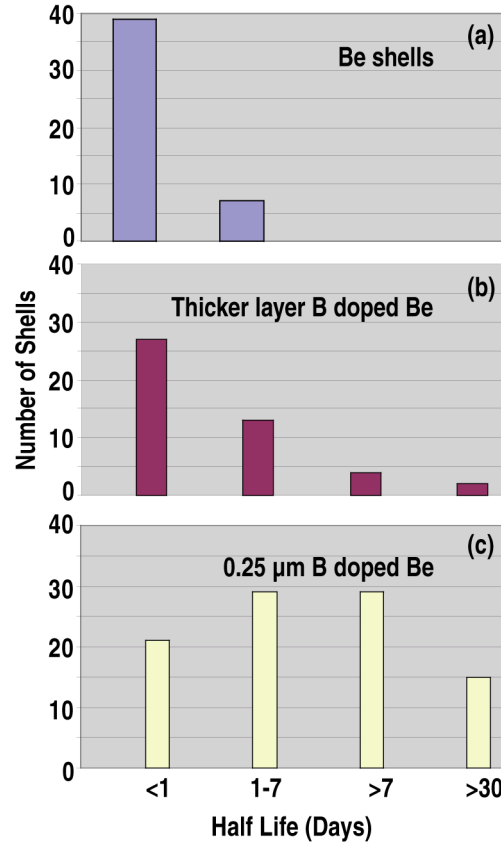 40
30
20
10
0
(a)
Be shells
40
30
20
10
0
(b)
Thicker layer B doped Be
40
30
20
10
0
(c)
0.25 µm B doped Be
Number of Shells
<1 1-7 >7 >30
Half Life (Days)